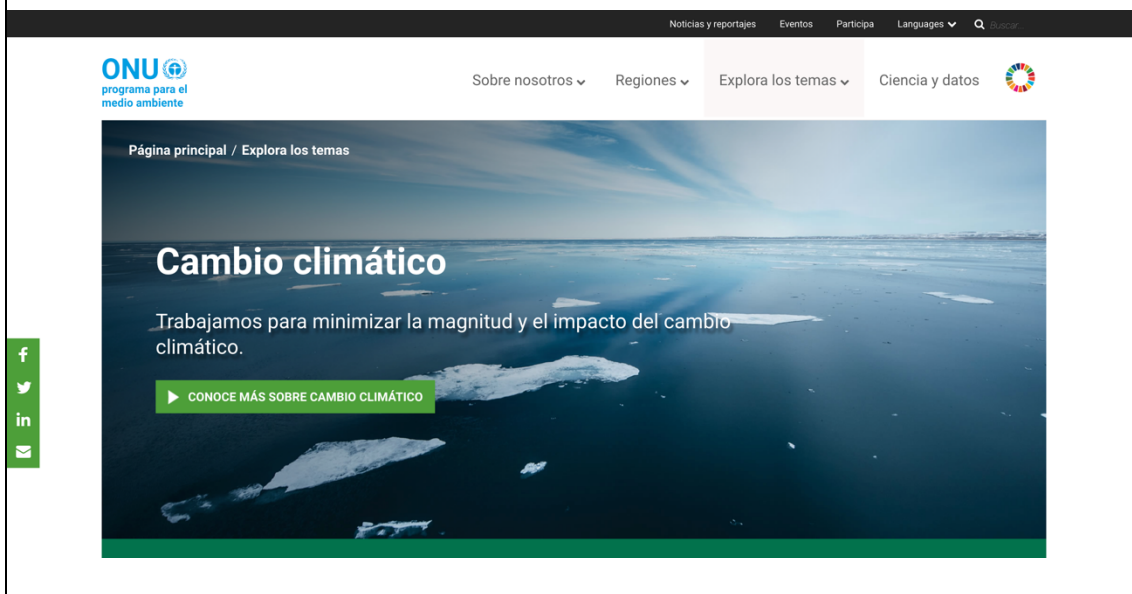 Noticias y reportajes Eventos Participa Languages Buscar...
ONU
programa para el
medio ambiente
Sobre nosotros Regiones Explora los temas Ciencia y datos
Página principal / Explora los temas
Cambio climático
Trabajamos para minimizar la magnitud y el impacto del cambio
climático.
CONOCE MÁS SOBRE CAMBIO CLIMÁTICO
f
in